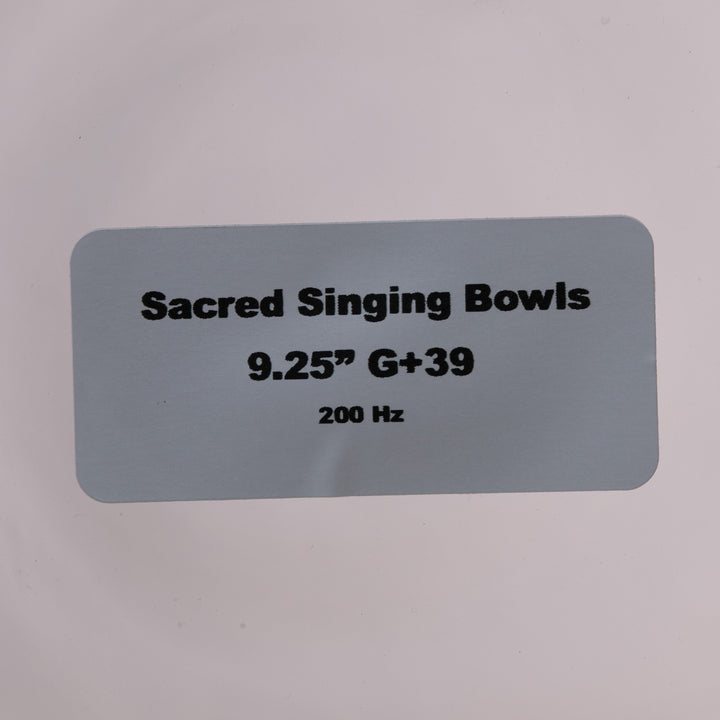 Sacred Singing Bowls
9.25” G+39
200 Hz